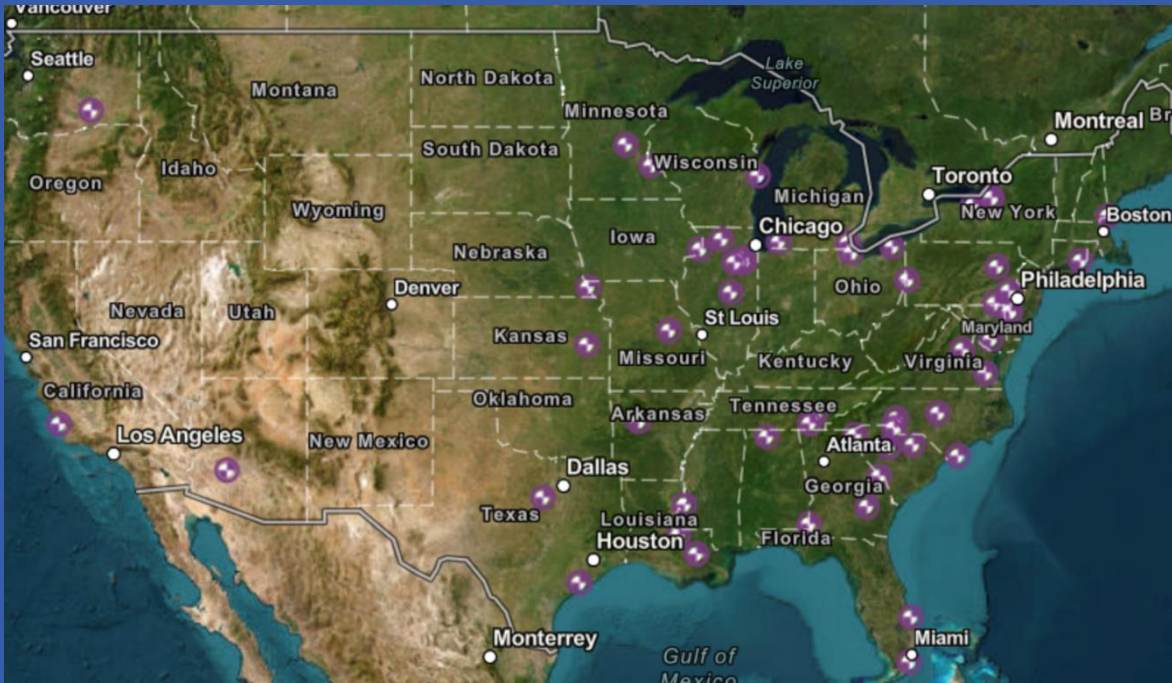 Vancouver
Seattle
Montana
North Dakota
Lake
Superior
Minnesota
Montreal
Br
South Dakota
Wisconsin
Idaho
Oregon
Toronto
Michigan
Wyoming
New York
Boston
Chicago
Iowa
Nebraska
Denver
Ohio
Philadelphia
Nevada
Utah
St Louis
Maryland
San Francisco
Kansas
Missouri
Kentucky
Virginia
California
Oklahoma
Arkansas
Tennessee
Los Angeles
New Mexico
Atlanta
Dallas
Georgia
Texas
Louisiana
Houston
Florida
Monterrey
Miami
Gulf of
Mexico